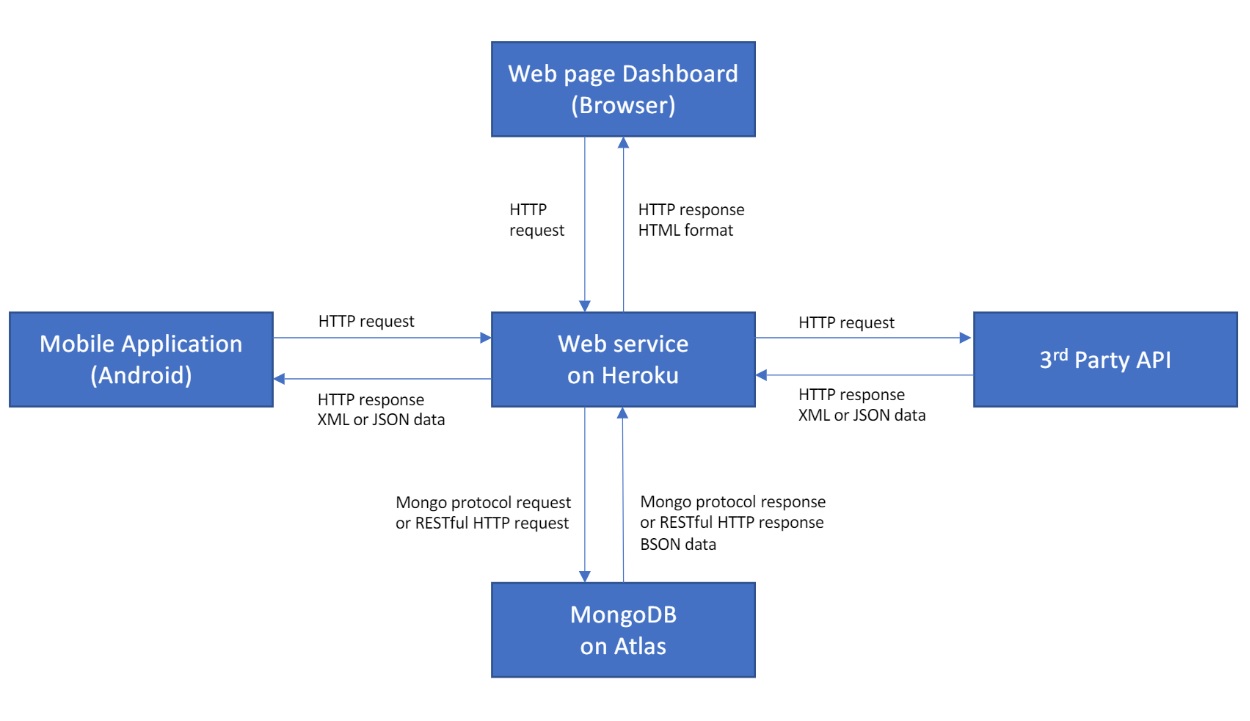 Web page Dashboard
(Browser)
HTTP
request
HTTP response
HTML format
Mobile Application
(Android)
HTTP request
HTTP response
XML or JSON data
Web service
on Heroku
HTTP request
HTTP response
XML or JSON data
3rd Party API
Mongo protocol request
or RESTful HTTP request
Mongo protocol response
or RESTful HTTP response
BSON data
MongoDB
on Atlas